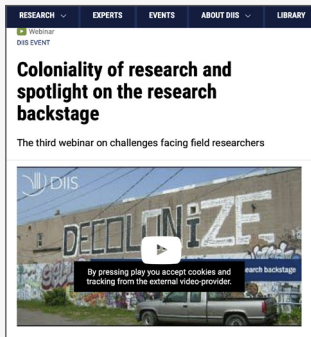 RESEARCH EXPERTS EVENTS ABOUT DIIS LIBRARY
Webinar
DIIS EVENT
Coloniality of research and
spotlight on the research
backstage
The third webinar on challenges facing field researchers
DIIS
DECOLONIZE
earch backstage
By pressing play you accept cookies and
tracking from the external video-provider.